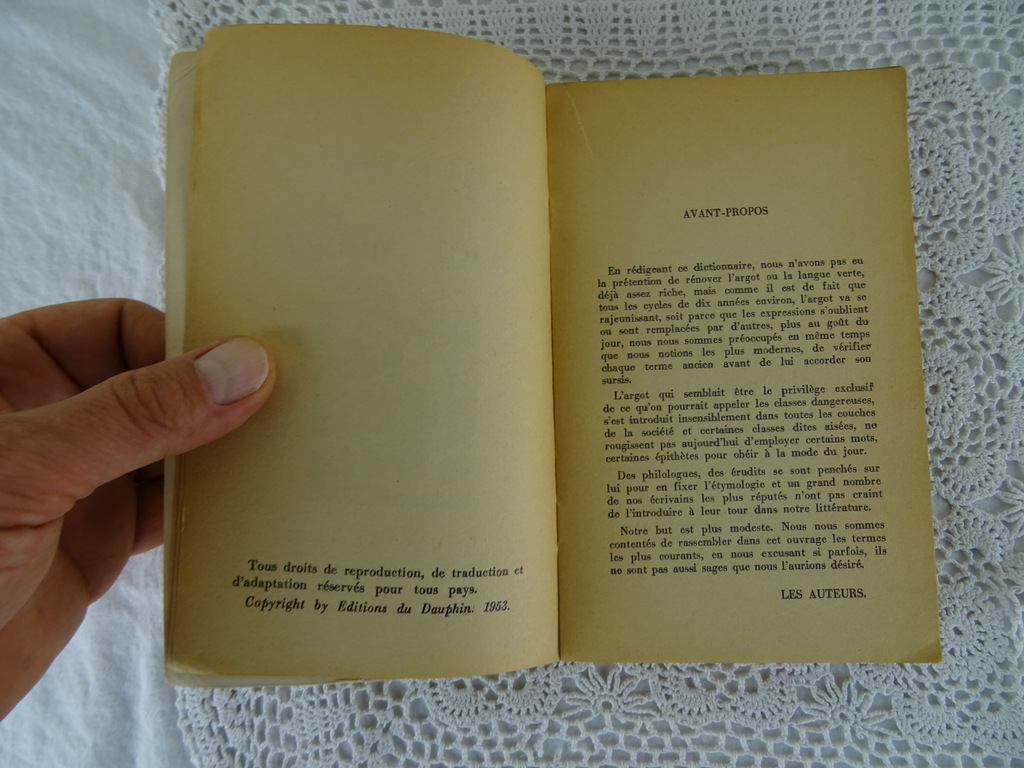 Tous droits de reproduction, de traduction et
d'adaptation réservés pour tous pays.
Copyright by Editions du Dauphin. 1953.
AVANT-PROPOS
En rédigeant ce dictionnaire, nous n'avons pas eu
la prétention de rénover l'argot ou la langue verte,
déjà assez riche, mais comme il est de fait que
tous les cycles de dix années environ, l'argot va se
rajeunissant, soit parce que les expressions s'oublient
ou sont remplacées par d'autres, plus au goût du
jour, nous nous sommes préoccupés en même temps
que nous notions les plus modernes, de vérifier
chaque terme ancien avant de lui accorder son
sursis.
L'argot qui semblait être le privilège exclusif
de ce qu'on pourrait appeler les classes dangereuses,
s'est introduit insensiblement dans toutes les couches
de la société et certaines classes dites aisées, ne
rougissent pas aujourd'hui d'employer certains mots,
certaines épithètes pour obéir à la mode du jour.
Des philologues, des érudits se sont penchés sur
lui pour en fixer l'étymologie et un grand nombre
de nos écrivains les plus réputés n'ont pas craint
de l'introduire à leur tour dans notre littérature.
Notre but est plus modeste. Nous nous sommes
contentés de rassembler dans cet ouvrage les termes
les plus courants, en nous excusant si parfois, ils
ne sont pas aussi sages que nous l'aurions désiré.
LES AUTEURS.